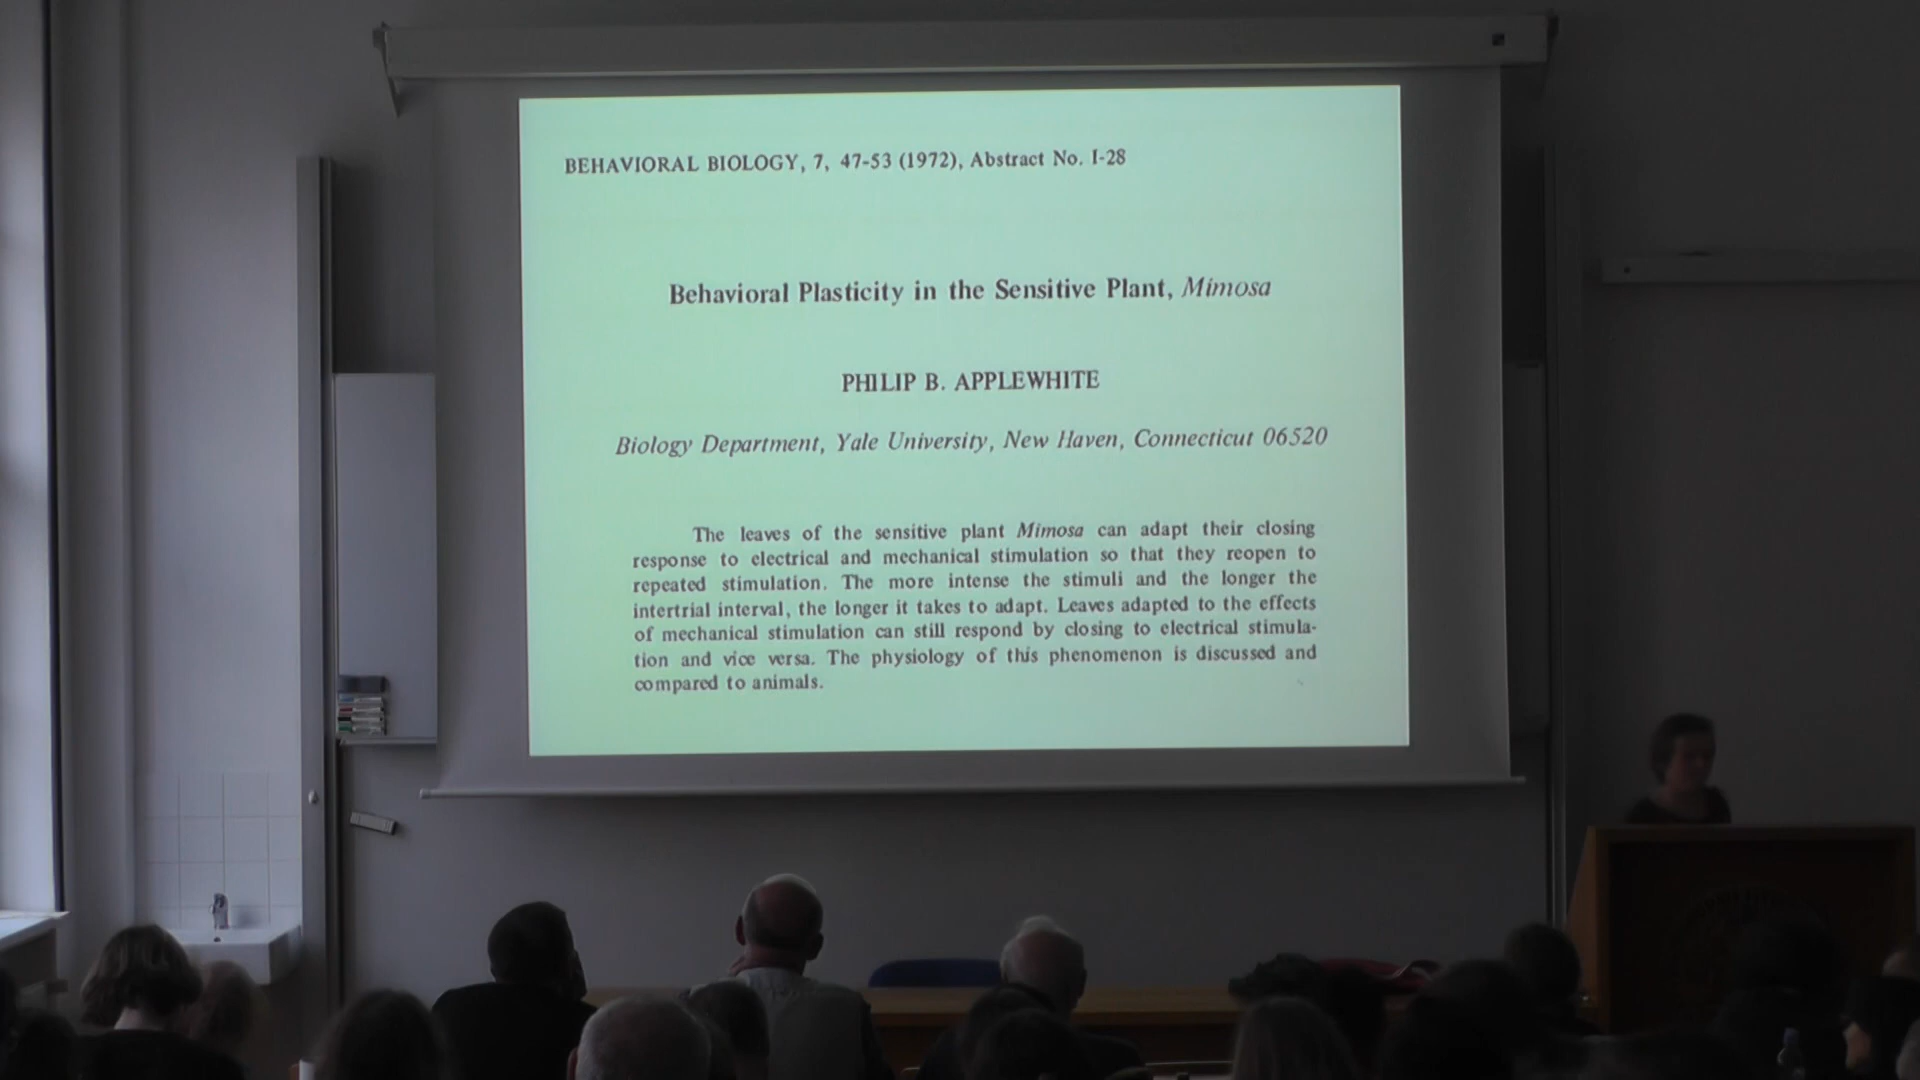 BEHAVIORAL BIOLOGY, 7, 47-53 (1972), Abstract No. I-28
Behavioral Plasticity in the Sensitive Plant, Mimosa
PHILIP B. APPLEWHITE
Biology Department, Yale University, New Haven, Connecticut 06520
The leaves of the sensitive plant Mimosa can adapt their closing
response to electrical and mechanical stimulation so that they reopen to
repeated stimulation. The more intense the stimuli and the longer the
intertrial interval, the longer it takes to adapt. Leaves adapted to the effects
of mechanical stimulation can still respond by closing to electrical stimula-
tion and vice versa. The physiology of this phenomenon is discussed and
compared to animals.